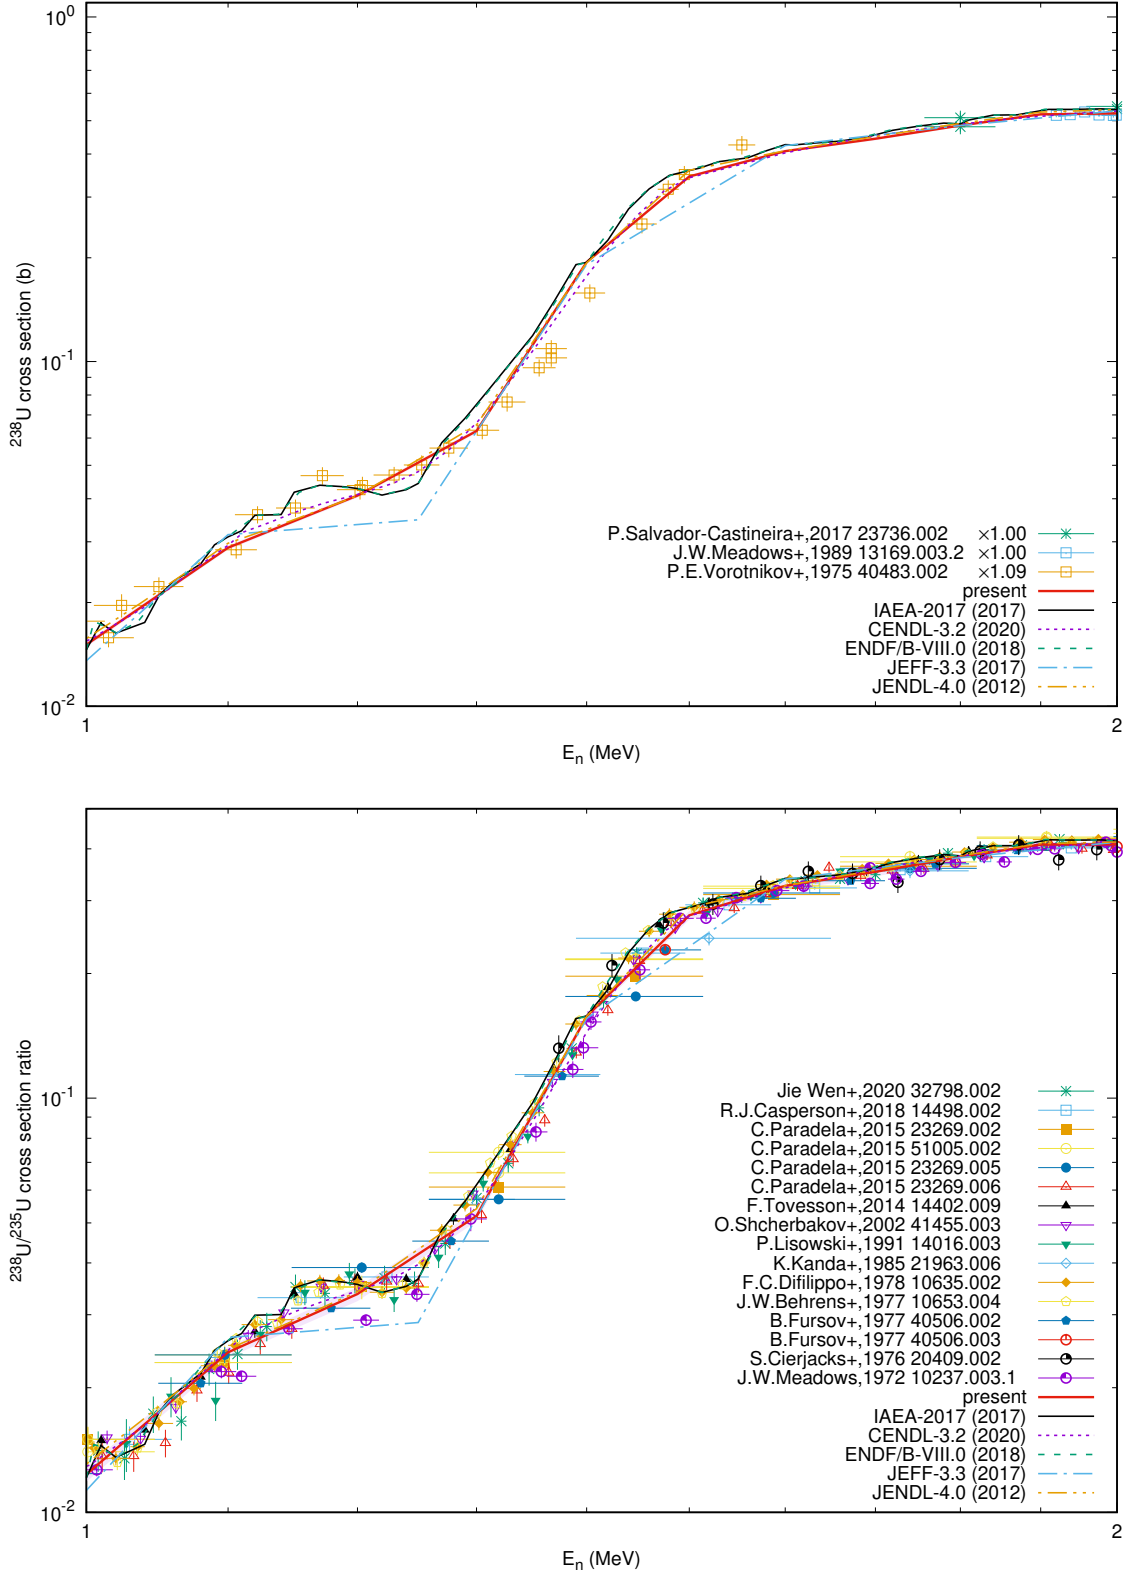 10^0
10^-1
10^-2
^238U cross section (b)
P.Salvador-Castineira+,2017 23736.002 ×1.00
J.W.Meadows+,1989 13169.003.2 ×1.00
P.E.Vorotnikov+,1975 40483.002 ×1.09
present
IAEA-2017 (2017)
CENDL-3.2 (2020)
ENDF/B-VIII.0 (2018)
JEFF-3.3 (2017)
JENDL-4.0 (2012)
1 2
E_n (MeV)
10^-1
10^-2
^238U/^235U cross section ratio
Jie Wen+,2020 32798.002
R.J.Casperson+,2018 14498.002
C.Paradela+,2015 23269.002
C.Paradela+,2015 51005.002
C.Paradela+,2015 23269.005
C.Paradela+,2015 23269.006
F.Tovesson+,2014 14402.009
O.Shcherbakov+,2002 41455.003
P.Lisowski+,1991 14016.003
K.Kanda+,1985 21963.006
F.C.Difilippo+,1978 10635.002
J.W.Behrens+,1977 10653.004
B.Fursov+,1977 40506.002
B.Fursov+,1977 40506.003
S.Cierjacks+,1976 20409.002
J.W.Meadows,1972 10237.003.1
present
IAEA-2017 (2017)
CENDL-3.2 (2020)
ENDF/B-VIII.0 (2018)
JEFF-3.3 (2017)
JENDL-4.0 (2012)
1 2
E_n (MeV)